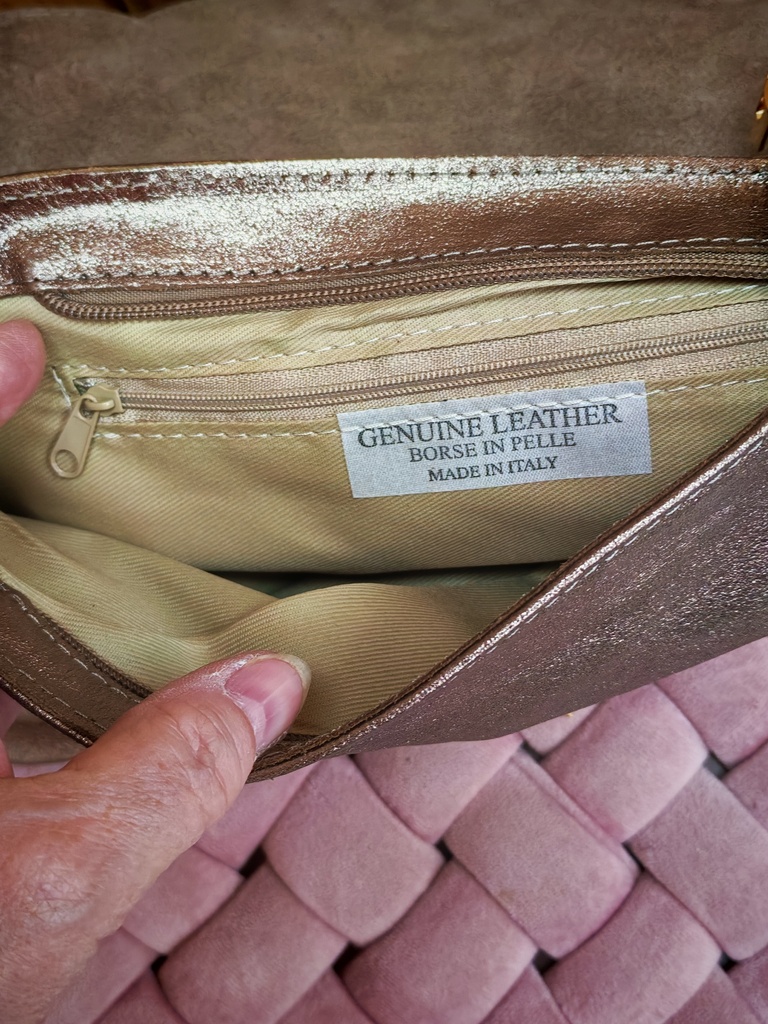 GENUINE LEATHER
BORSE IN PELLE
MADE IN ITALY